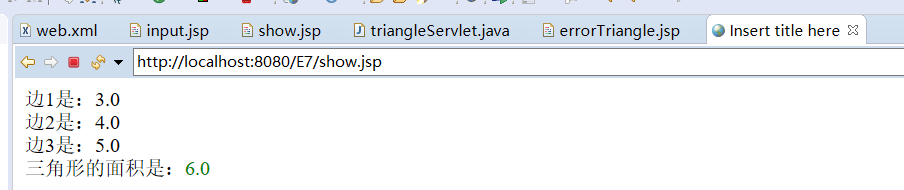 web.xml input.jsp show.jsp triangleServlet.java errorTriangle.jsp Insert title here
http://localhost:8080/E7/show.jsp
边1是：3.0
边2是：4.0
边3是：5.0
三角形的面积是：6.0